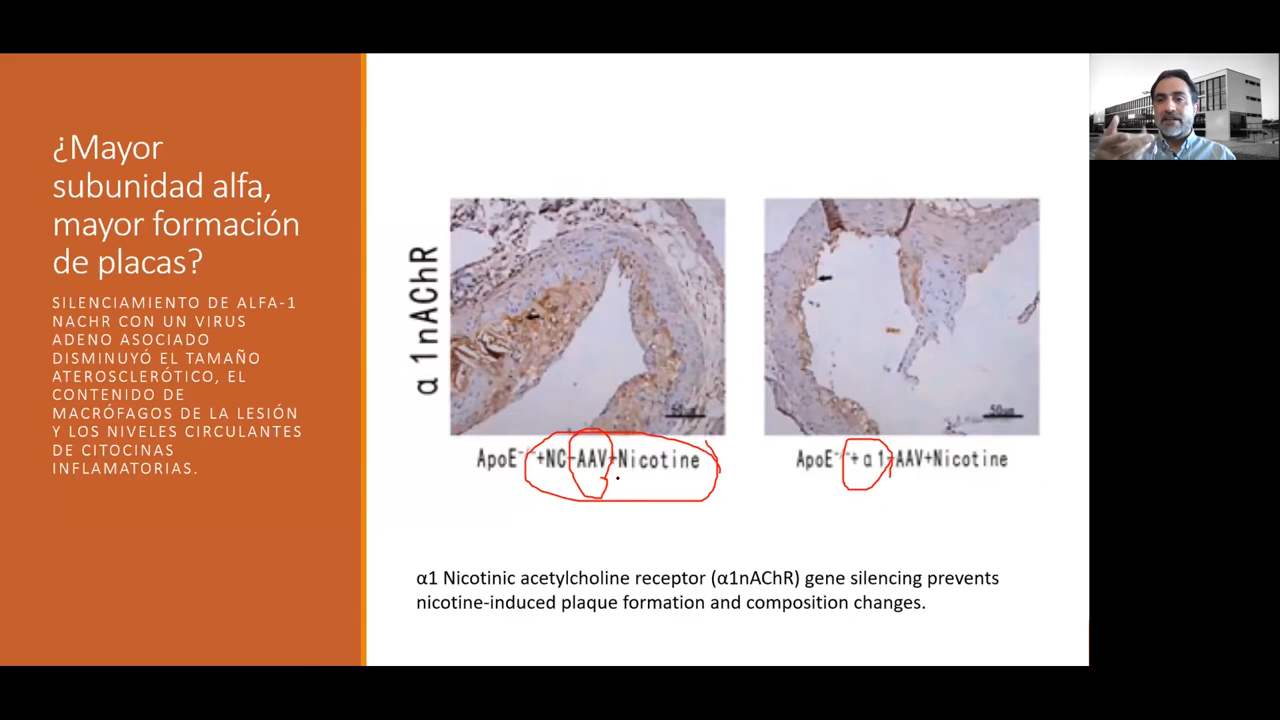 ¿Mayor
subunidad alfa,
mayor formación
de placas?
SILENCIAMIENTO DE ALFA-1
NACHR CON UN VIRUS
ADENO ASOCIADO
DISMINUYÓ EL TAMAÑO
ATEROSCLERÓTICO, EL
CONTENIDO DE
MACRÓFAGOS DE LA LESIÓN
Y LOS NIVELES CIRCULANTES
DE CITOCINAS
INFLAMATORIAS.
α 1nAChR
50um
50um
ApoE-/-+NC-AAV+Nicotine
ApoE-/-+α1-AAV+Nicotine
α1 Nicotinic acetylcholine receptor (α1nAChR) gene silencing prevents
nicotine-induced plaque formation and composition changes.